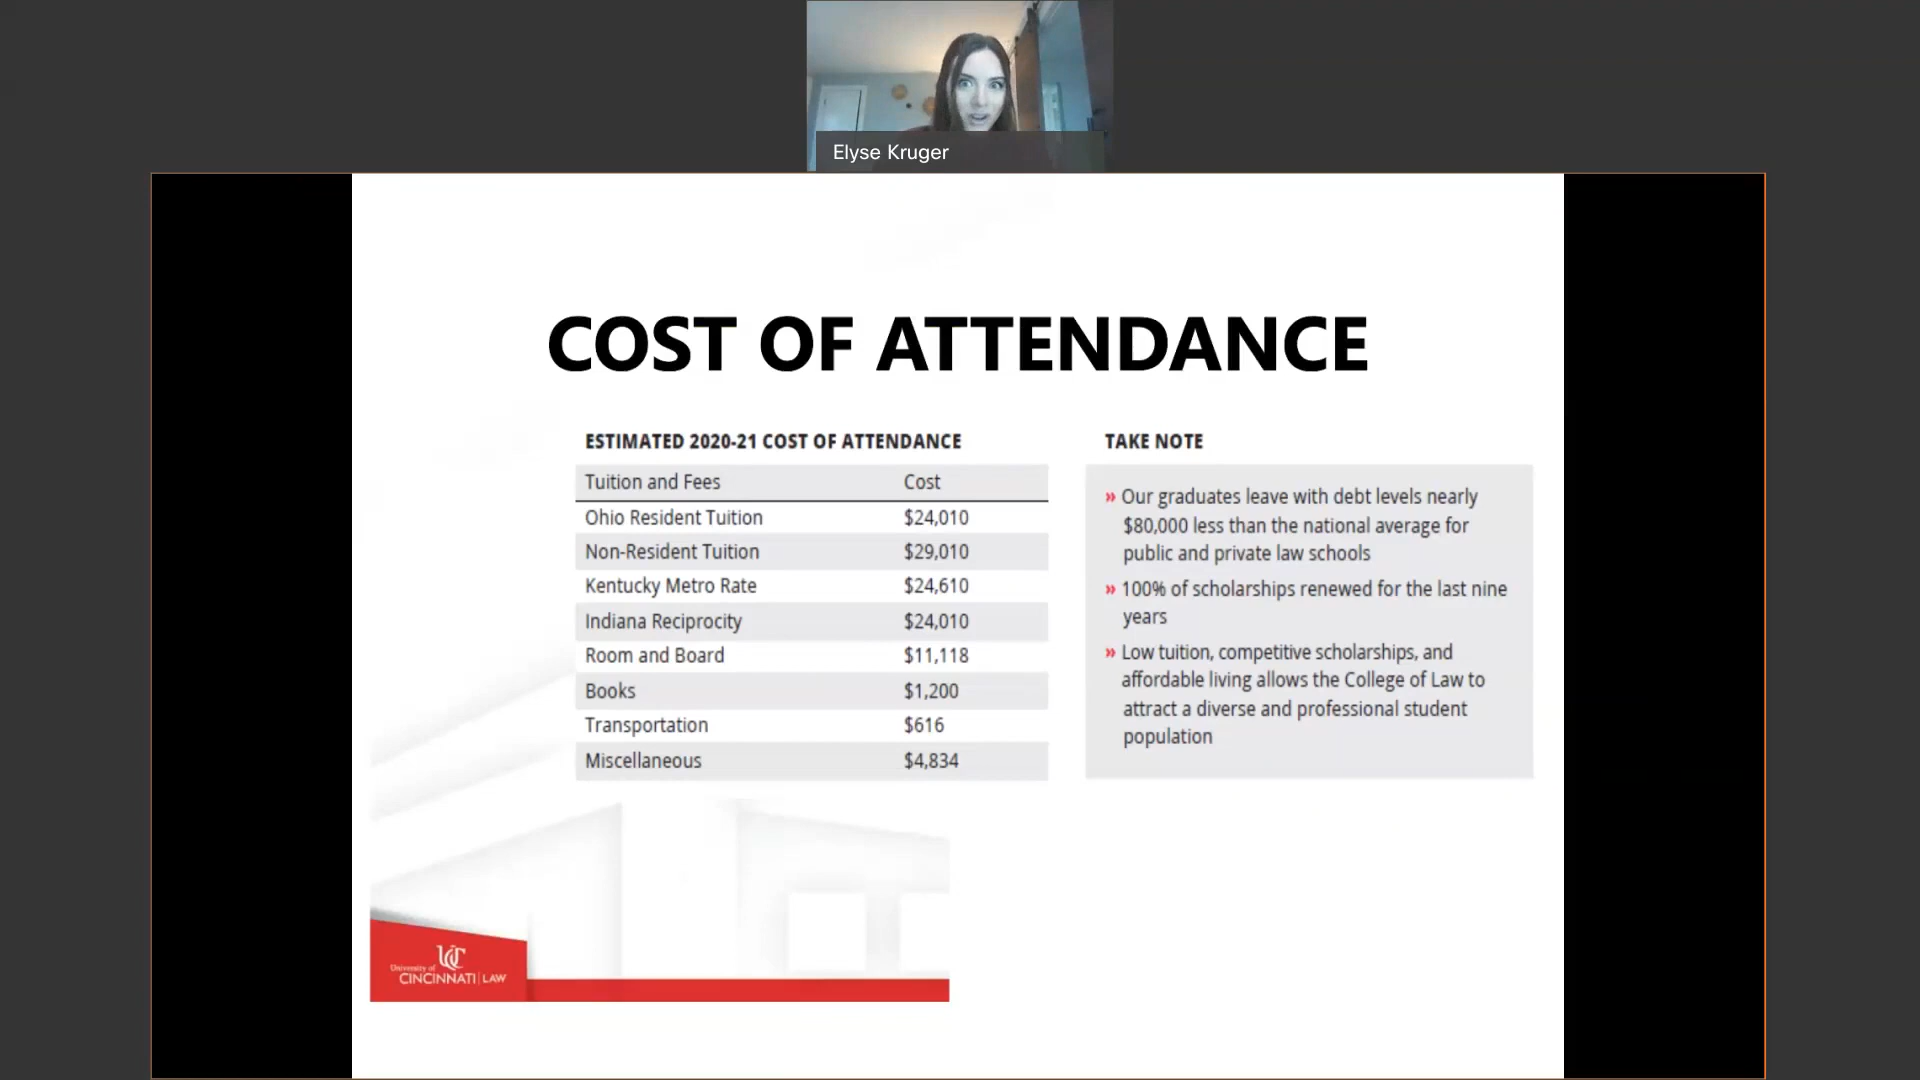 Elyse Kruger
COST OF ATTENDANCE
ESTIMATED 2020-21 COST OF ATTENDANCE
Tuition and Fees Cost
Ohio Resident Tuition $24,010
Non-Resident Tuition $29,010
Kentucky Metro Rate $24,610
Indiana Reciprocity $24,010
Room and Board $11,118
Books $1,200
Transportation $616
Miscellaneous $4,834
TAKE NOTE
» Our graduates leave with debt levels nearly
$80,000 less than the national average for
public and private law schools
» 100% of scholarships renewed for the last nine
years
» Low tuition, competitive scholarships, and
affordable living allows the College of Law to
attract a diverse and professional student
population
UC
University of
CINCINNATI | LAW